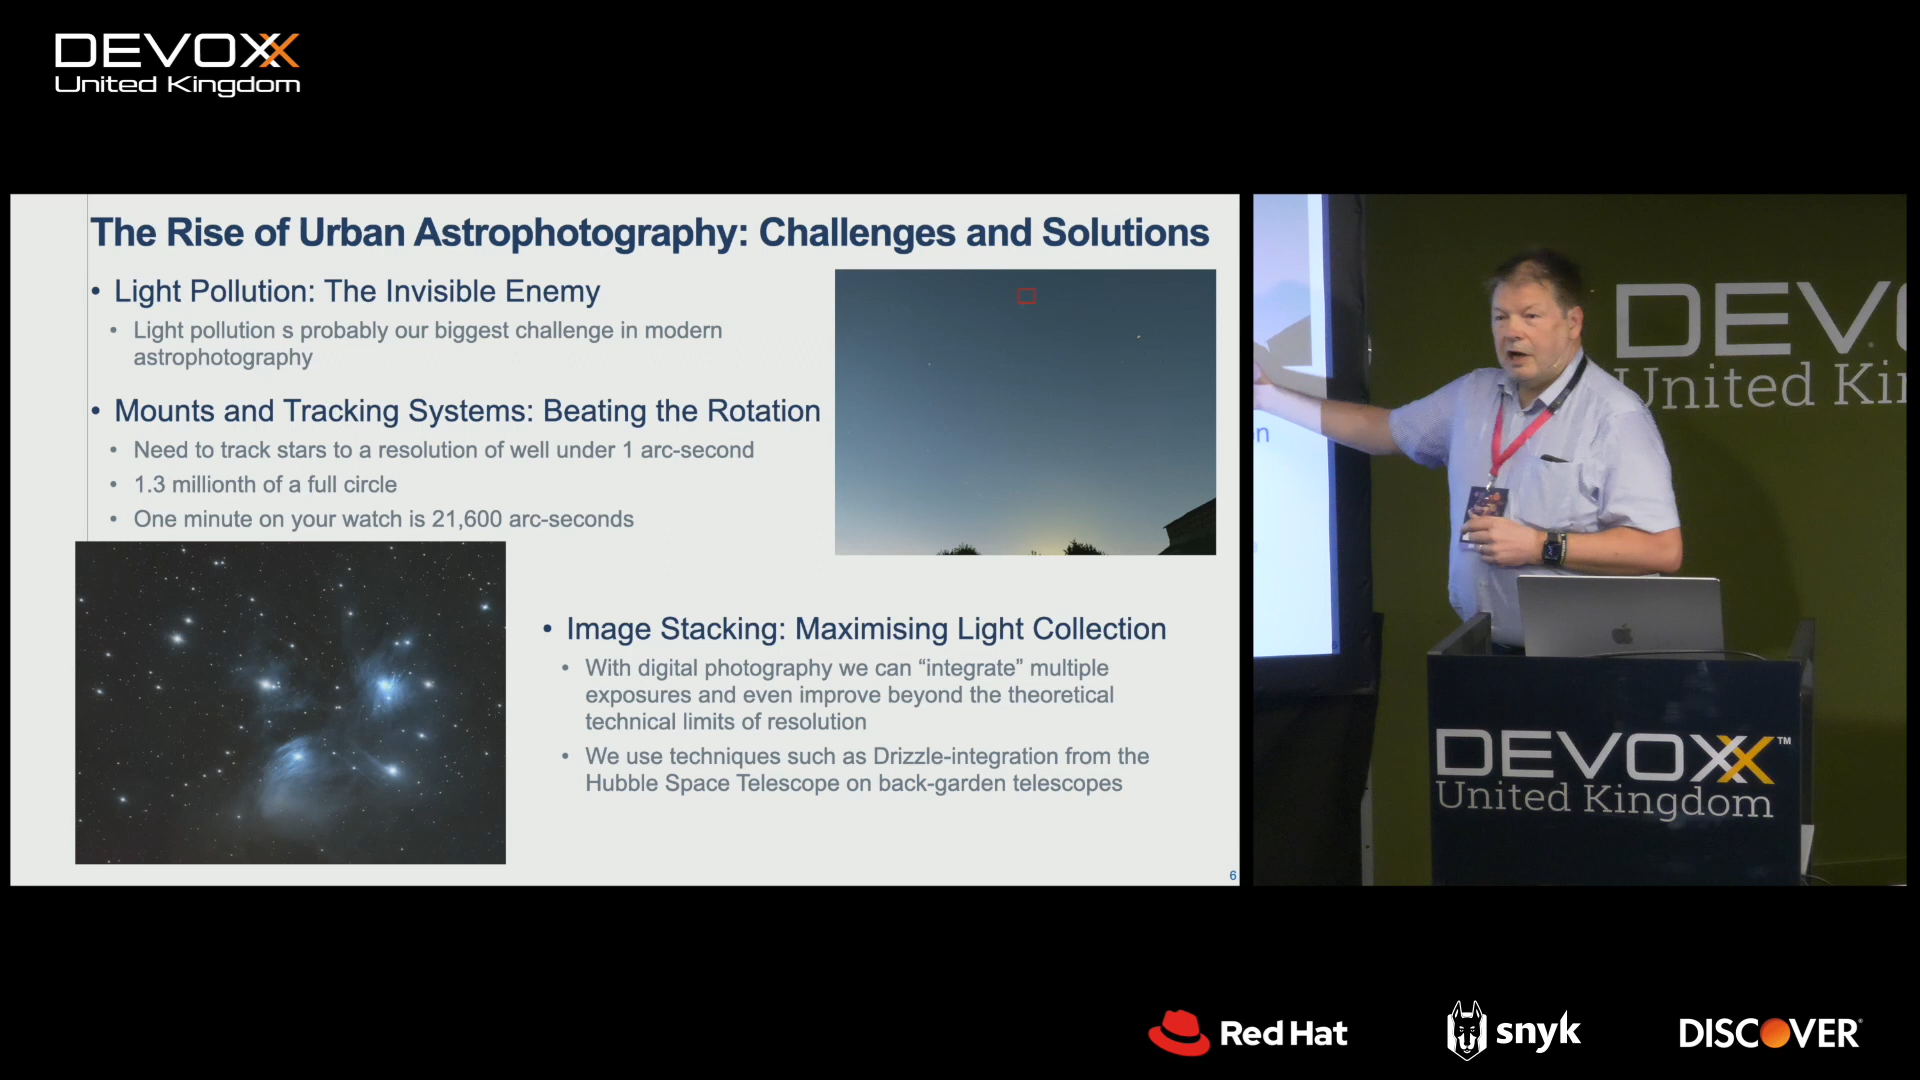 DEVOXX
United Kingdom
The Rise of Urban Astrophotography: Challenges and Solutions
• Light Pollution: The Invisible Enemy
• Light pollution s probably our biggest challenge in modern
astrophotography
• Mounts and Tracking Systems: Beating the Rotation
• Need to track stars to a resolution of well under 1 arc-second
• 1.3 millionth of a full circle
• One minute on your watch is 21,600 arc-seconds
• Image Stacking: Maximising Light Collection
• With digital photography we can “integrate” multiple
exposures and even improve beyond the theoretical
technical limits of resolution
• We use techniques such as Drizzle-integration from the
Hubble Space Telescope on back-garden telescopes
6
n
DEVO
United Kin
DEVOXX™
United Kingdom
Red Hat
snyk
DISCOVER